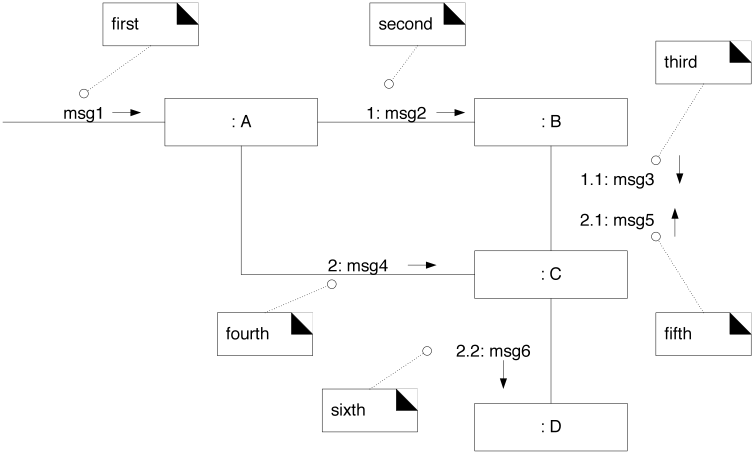 first
second
third
msg1
: A
1: msg2
: B
1.1: msg3
2.1: msg5
2: msg4
: C
fourth
fifth
2.2: msg6
sixth
: D